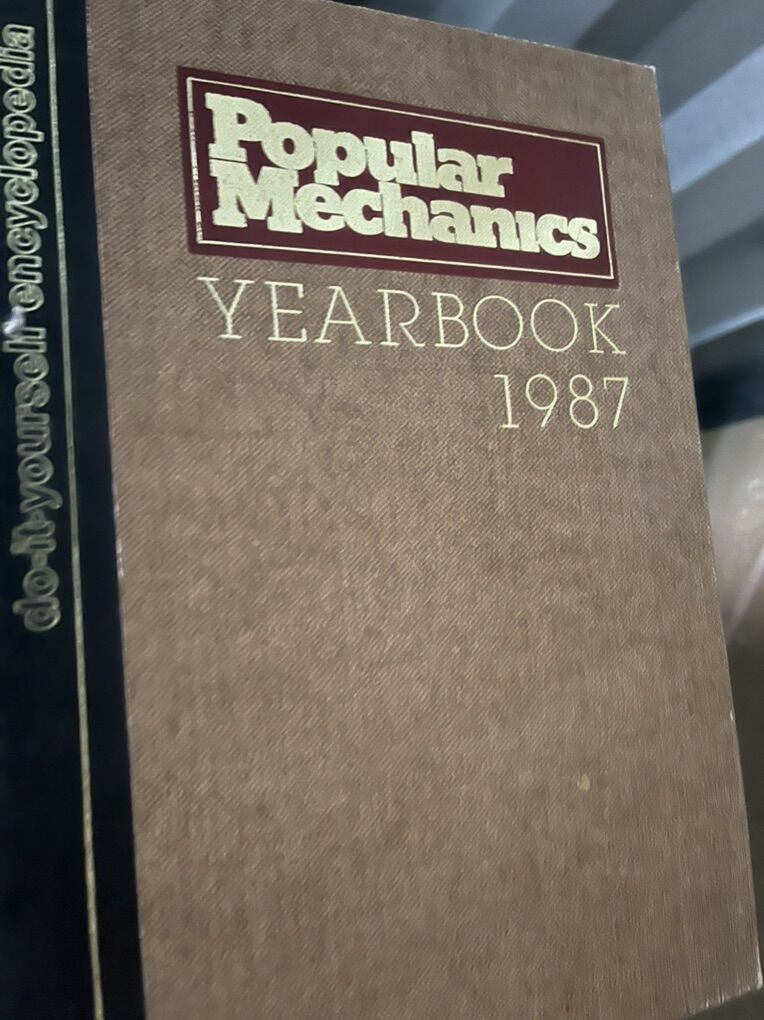 do-it-yourself encyclopedia
Popular
Mechanics
YEARBOOK
1987